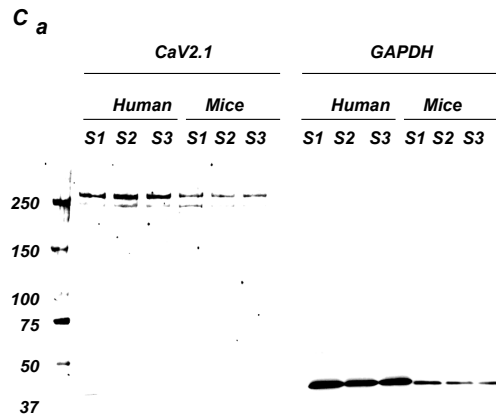 C a
CaV2.1 GAPDH
Human Mice Human Mice
S1 S2 S3 S1 S2 S3 S1 S2 S3 S1 S2 S3
250
150
100
75
50
37